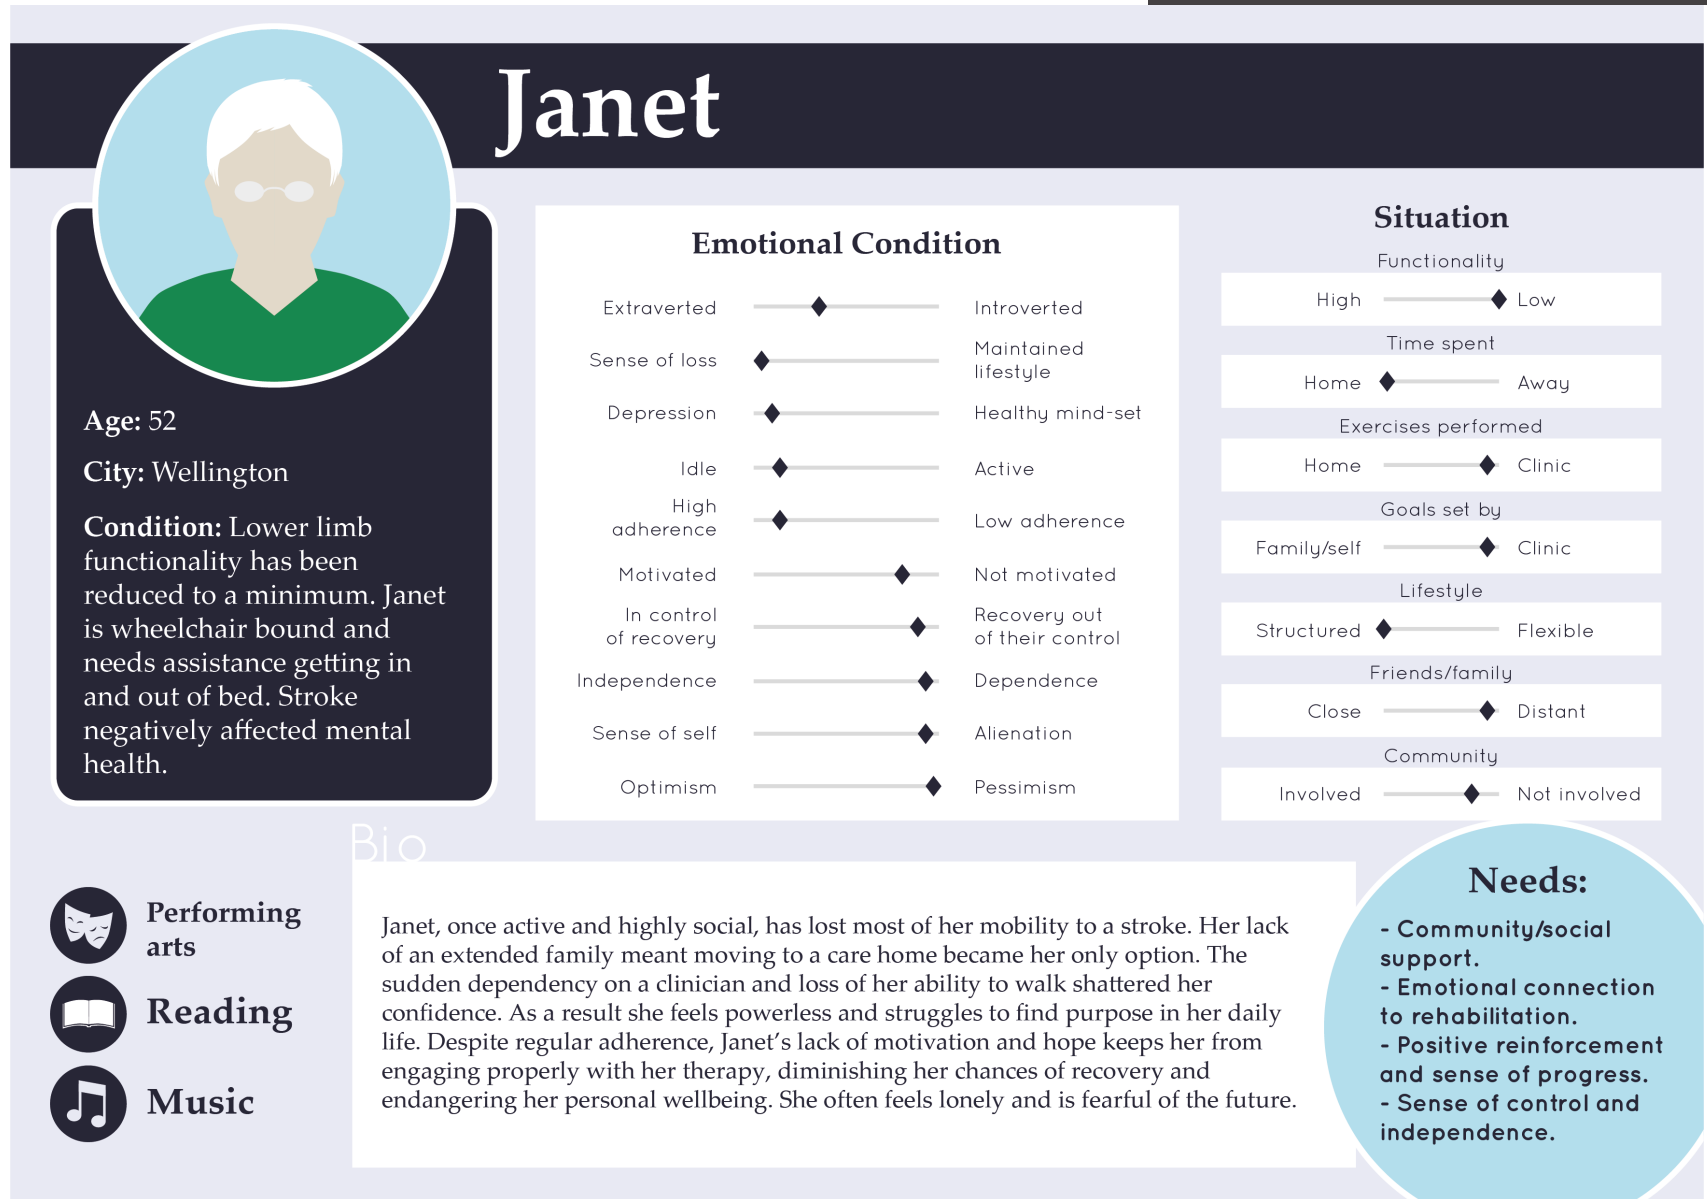 Janet
Age: 52
City: Wellington
Condition: Lower limb
functionality has been
reduced to a minimum. Janet
is wheelchair bound and
needs assistance getting in
and out of bed. Stroke
negatively affected mental
health.
Emotional Condition
Extraverted Introverted
Sense of loss Maintained
lifestyle
Depression Healthy mind-set
Idle Active
High
adherence Low adherence
Motivated Not motivated
In control Recovery out
of recovery of their control
Independence Dependence
Sense of self Alienation
Optimism Pessimism
Situation
Functionality
High Low
Time spent
Home Away
Exercises performed
Home Clinic
Goals set by
Family/self Clinic
Lifestyle
Structured Flexible
Friends/family
Close Distant
Community
Involved Not involved
Performing
arts
Reading
Music
Bio
Janet, once active and highly social, has lost most of her mobility to a stroke. Her lack
of an extended family meant moving to a care home became her only option. The
sudden dependency on a clinician and loss of her ability to walk shattered her
confidence. As a result she feels powerless and struggles to find purpose in her daily
life. Despite regular adherence, Janet’s lack of motivation and hope keeps her from
engaging properly with her therapy, diminishing her chances of recovery and
endangering her personal wellbeing. She often feels lonely and is fearful of the future.
Needs:
- Community/social
support.
- Emotional connection
to rehabilitation.
- Positive reinforcement
and sense of progress.
- Sense of control and
independence.